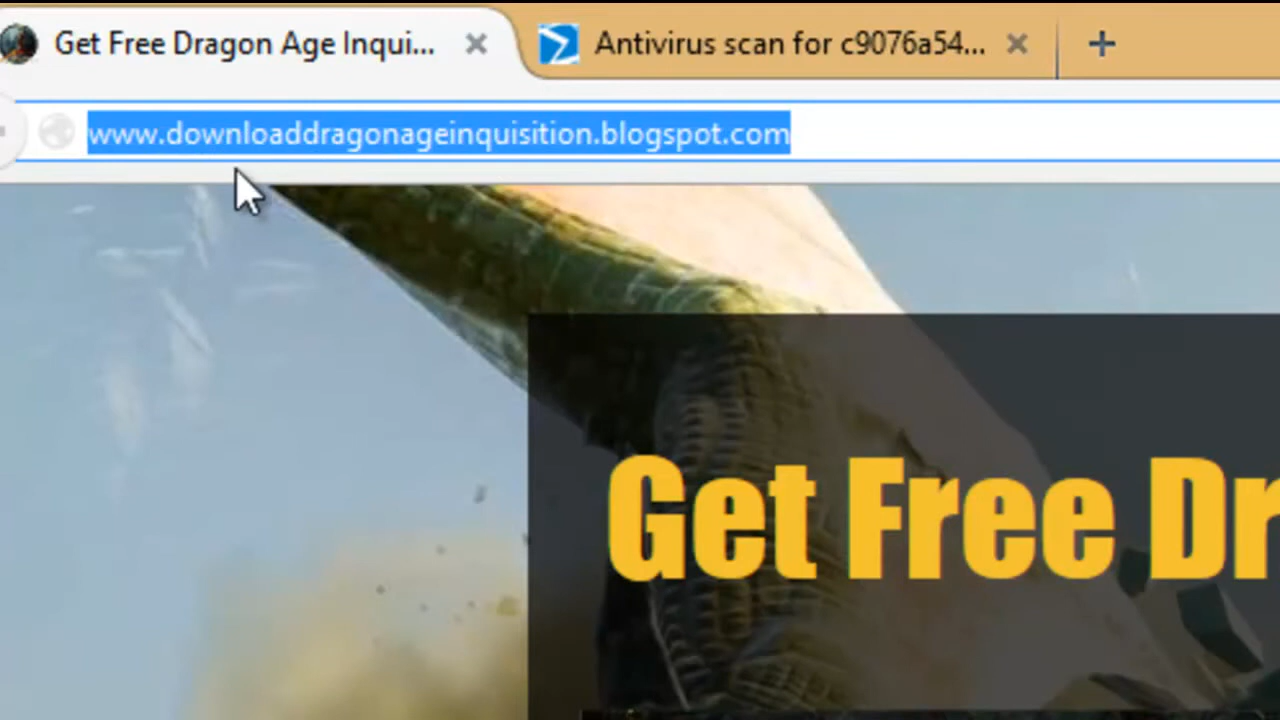 Get Free Dragon Age Inqui...
Antivirus scan for c9076a54...
www.downloaddragonageinquisition.blogspot.com
Get Free Dr